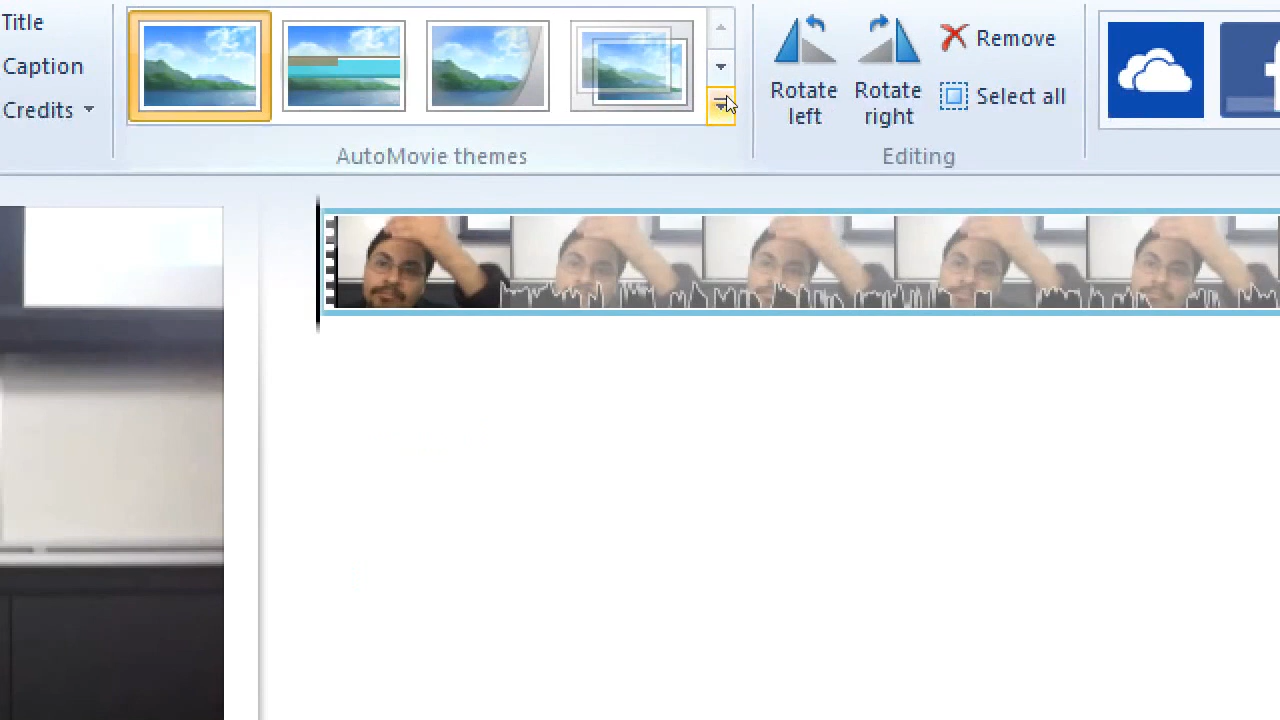 Title
Caption
Credits
AutoMovie themes
Rotate left
Rotate right
Remove
Select all
Editing